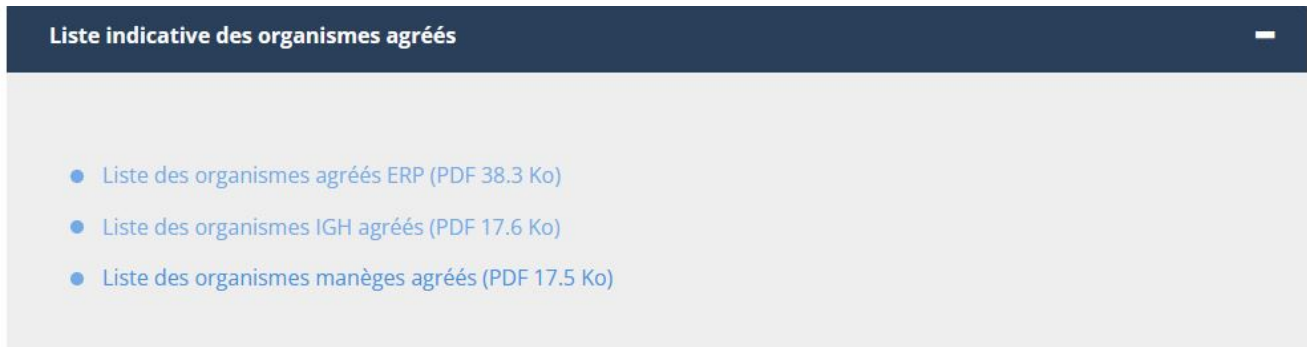 Liste indicative des organismes agréés
Liste des organismes agréés ERP (PDF 38.3 Ko)
Liste des organismes IGH agréés (PDF 17.6 Ko)
Liste des organismes manèges agréés (PDF 17.5 Ko)